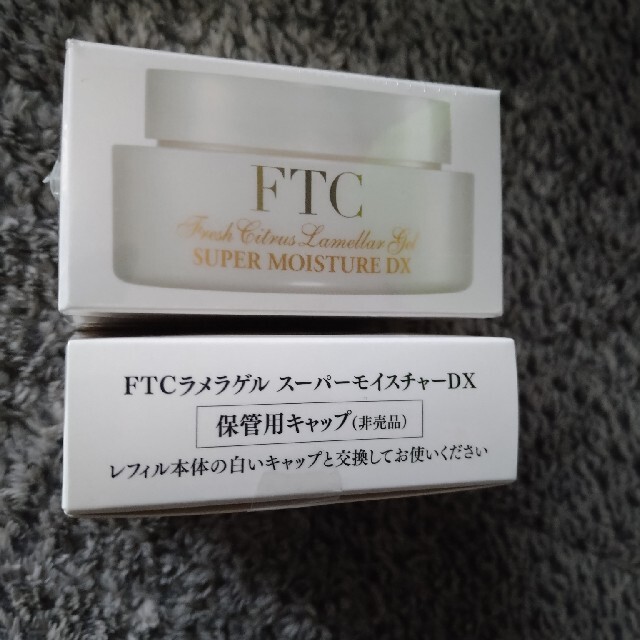 FTC
Fresh Citrus Lamellar Gel
SUPER MOISTURE DX
FTCラメラゲル スーパーモイスチャーDX
保管用キャップ(非売品)
レフィル本体の白いキャップと交換してお使いください